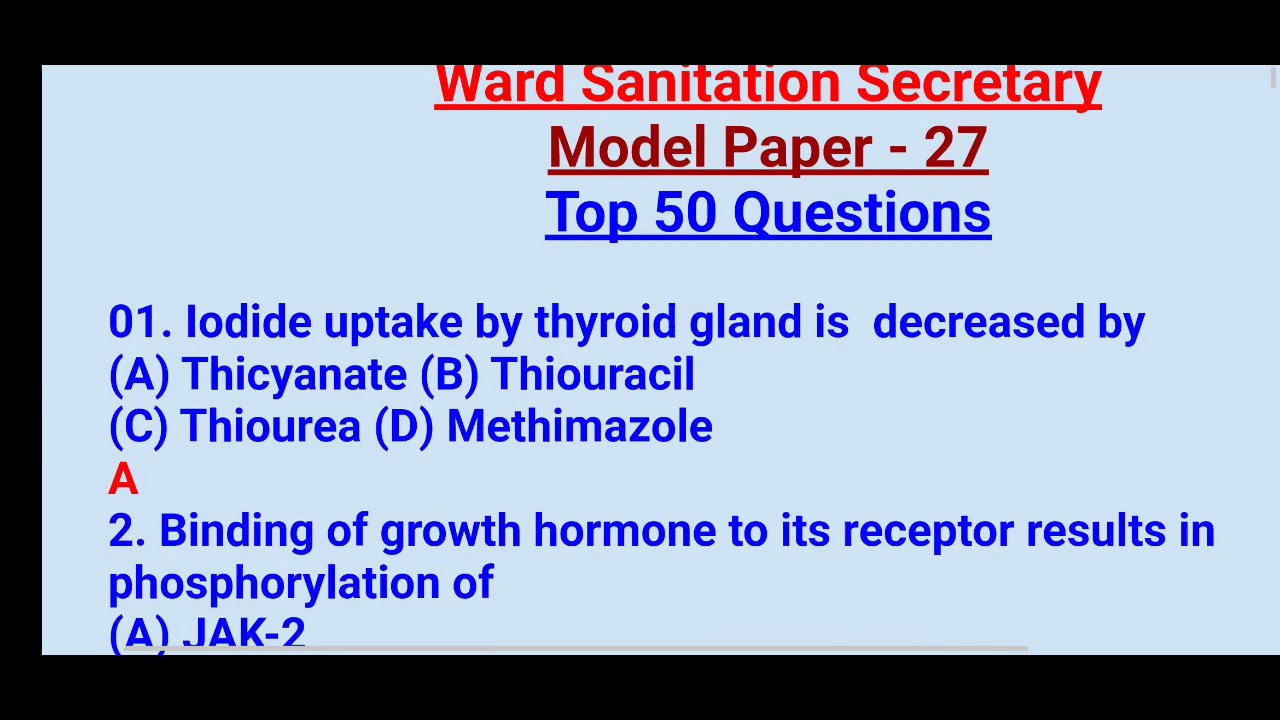 Ward Sanitation Secretary
Model Paper - 27
Top 50 Questions
01. Iodide uptake by thyroid gland is  decreased by
(A) Thicyanate (B) Thiouracil
(C) Thiourea (D) Methimazole
A
2. Binding of growth hormone to its receptor results in
phosphorylation of
(A) JAK-2